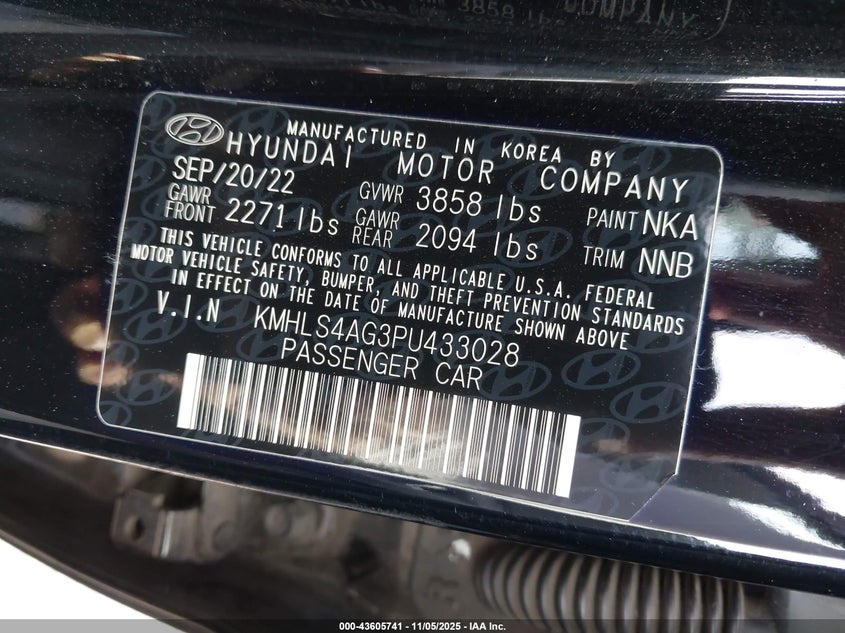 MANUFACTURED IN KOREA BY
HYUNDAI MOTOR COMPANY
SEP/20/22 GVWR 3858 lbs PAINT NKA
GAWR FRONT 2271 lbs GAWR REAR 2094 lbs TRIM NNB
THIS VEHICLE CONFORMS TO ALL APPLICABLE U.S.A. FEDERAL
MOTOR VEHICLE SAFETY, BUMPER, AND THEFT PREVENTION STANDARDS
IN EFFECT ON THE DATE OF MANUFACTURE SHOWN ABOVE
V.I.N KMHLS4AG3PU433028
PASSENGER CAR
000-43605741 - 11/05/2025 - IAA Inc.